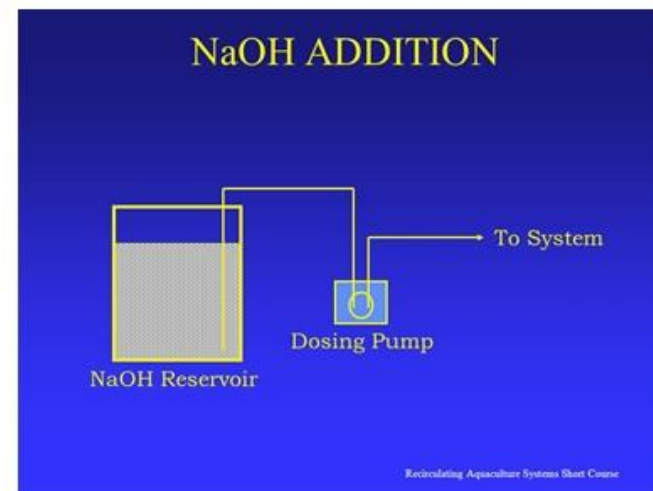 NaOH ADDITION
To System
Dosing Pump
NaOH Reservoir
Recirculating Aquaculture Systems Short Course